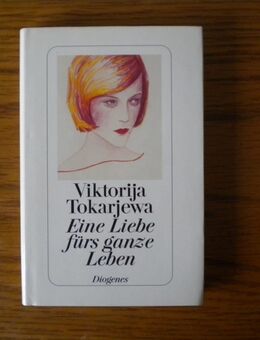 Viktorija
Tokarjewa
Eine Liebe
fürs ganze
Leben
Diogenes